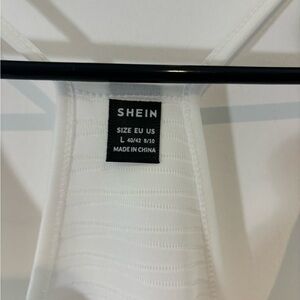 SHEIN
SIZE EU US
L 40/42 8/10
MADE IN CHINA